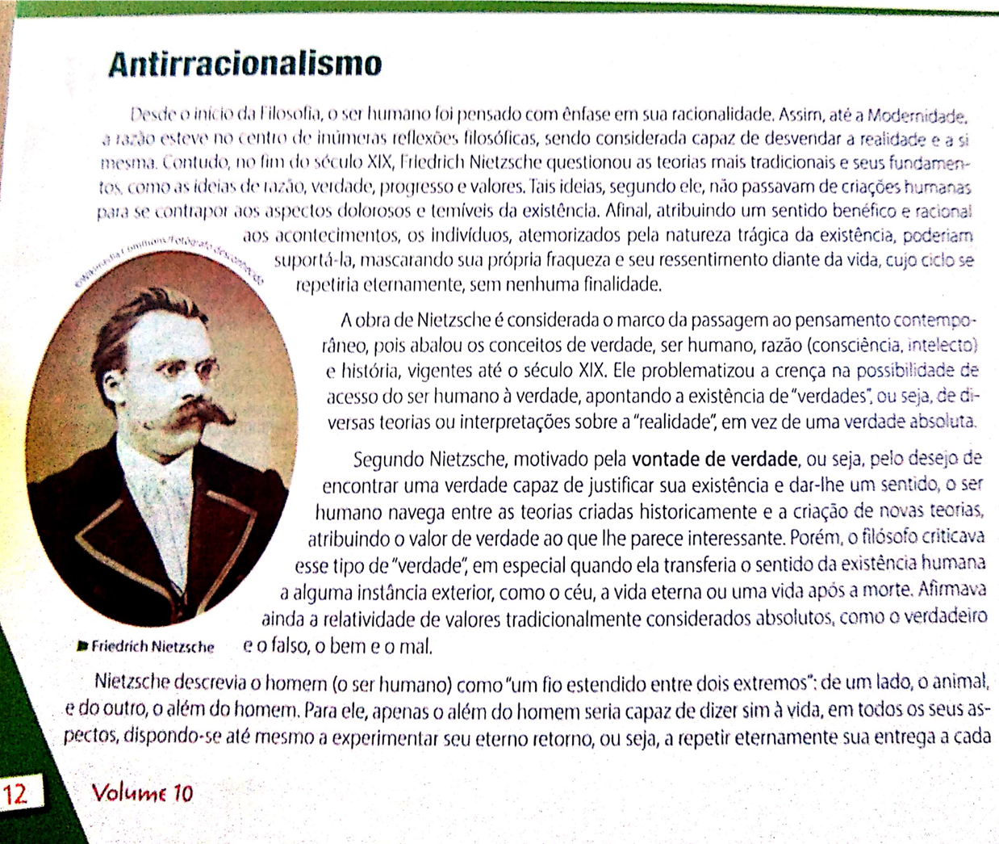 Antirracionalismo
Desde o início da Filosofia, o ser humano foi pensado com ênfase em sua racionalidade. Assim, até a Modernidade,
a razão esteve no centro de inúmeras reflexões filosóficas, sendo considerada capaz de desvendar a realidade e a si
mesma. Contudo, no fim do século XIX, Friedrich Nietzsche questionou as teorias mais tradicionais e seus fundamen-
tos, como as ideias de razão, verdade, progresso e valores. Tais ideias, segundo ele, não passavam de criações humanas
para se contrapor aos aspectos dolorosos e temíveis da existência. Afinal, atribuindo um sentido benéfico e racional
aos acontecimentos, os indivíduos, atemorizados pela natureza trágica da existência, poderiam
suportá-la, mascarando sua própria fraqueza e seu ressentimento diante da vida, cujo ciclo se
repetiria eternamente, sem nenhuma finalidade.
©Wikimedia Commons/Fotógrafo desconhecido
A obra de Nietzsche é considerada o marco da passagem ao pensamento contempo-
râneo, pois abalou os conceitos de verdade, ser humano, razão (consciência, intelecto)
e história, vigentes até o século XIX. Ele problematizou a crença na possibilidade de
acesso do ser humano à verdade, apontando a existência de "verdades", ou seja, de di-
versas teorias ou interpretações sobre a "realidade", em vez de uma verdade absoluta.
Segundo Nietzsche, motivado pela vontade de verdade, ou seja, pelo desejo de
encontrar uma verdade capaz de justificar sua existência e dar-lhe um sentido, o ser
humano navega entre as teorias criadas historicamente e a criação de novas teorias,
atribuindo o valor de verdade ao que lhe parece interessante. Porém, o filósofo criticava
esse tipo de "verdade", em especial quando ela transferia o sentido da existência humana
a alguma instância exterior, como o céu, a vida eterna ou uma vida após a morte. Afirmava
ainda a relatividade de valores tradicionalmente considerados absolutos, como o verdadeiro
e o falso, o bem e o mal.
Friedrich Nietzsche
Nietzsche descrevia o homem (o ser humano) como "um fio estendido entre dois extremos": de um lado, o animal,
e do outro, o além do homem. Para ele, apenas o além do homem seria capaz de dizer sim à vida, em todos os seus as-
pectos, dispondo-se até mesmo a experimentar seu eterno retorno, ou seja, a repetir eternamente sua entrega a cada
12
Volume 10